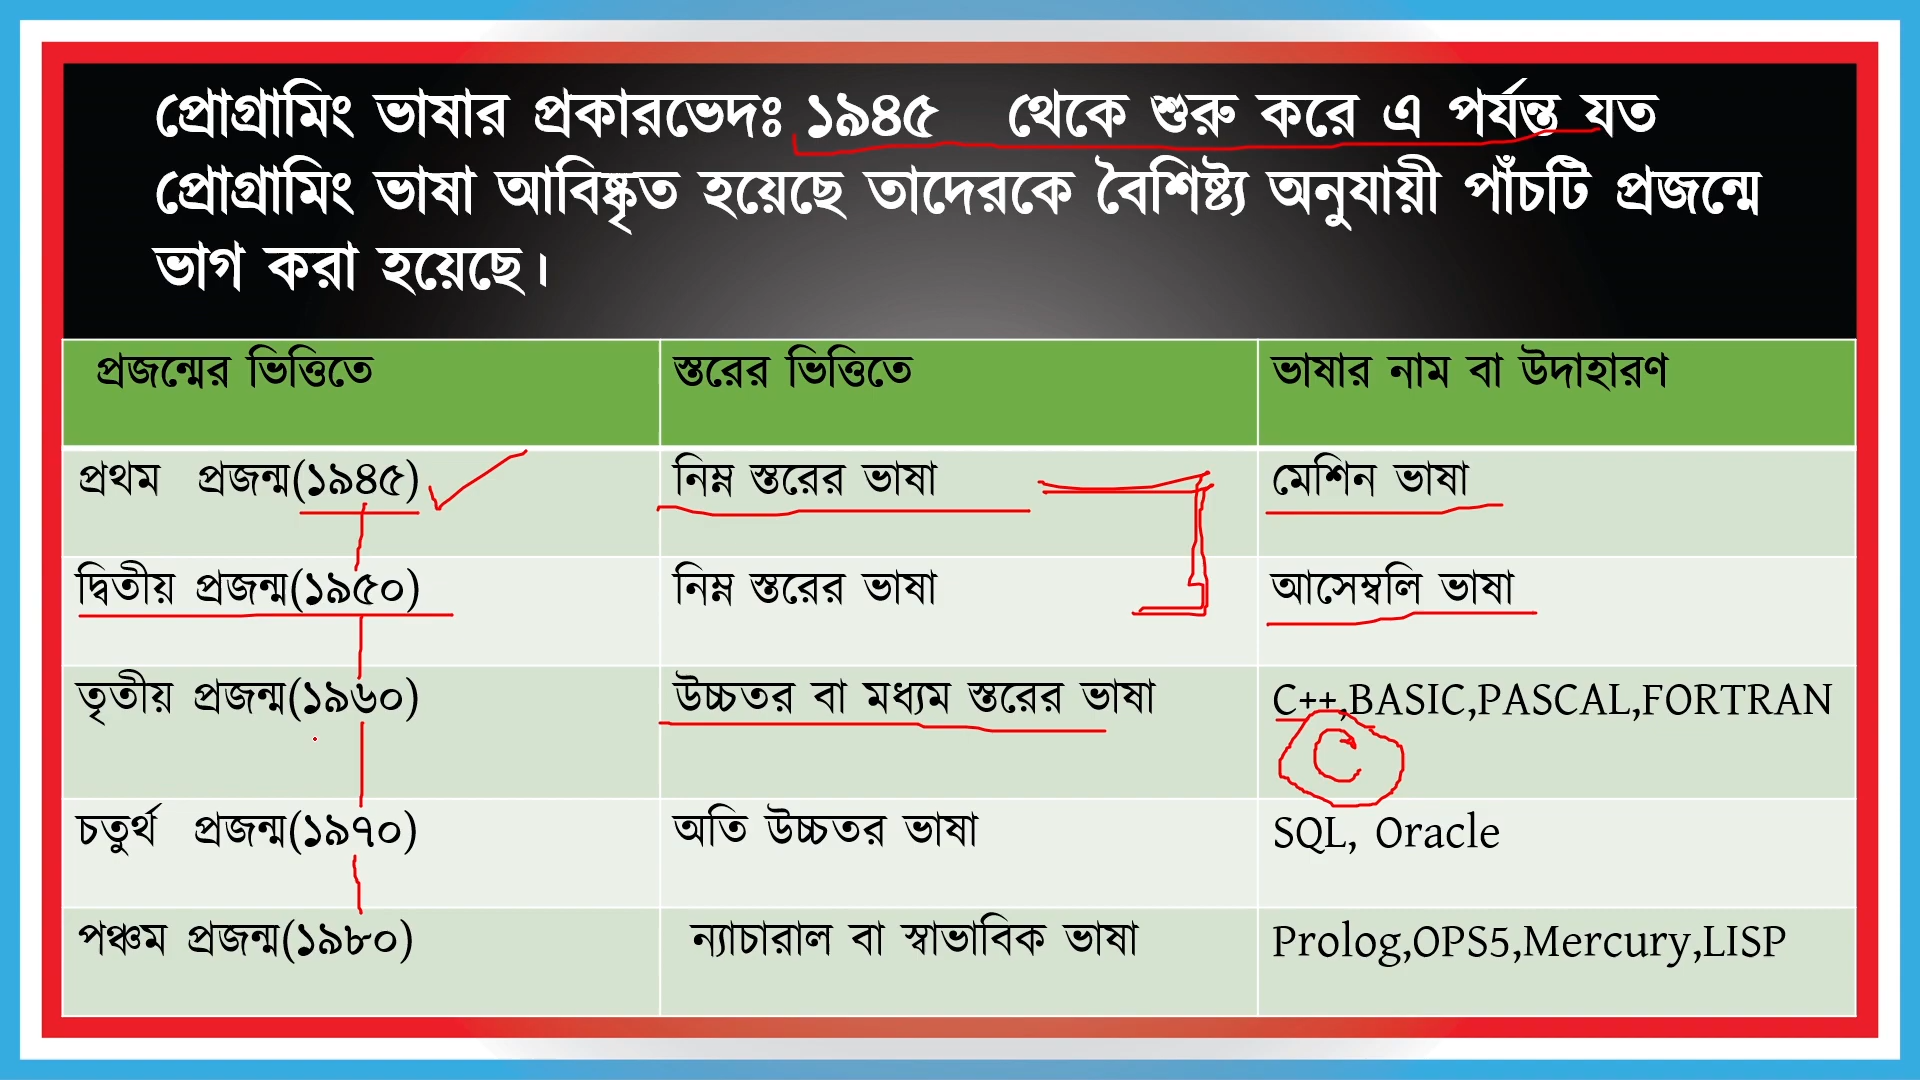 প্রোগ্রামিং ভাষার প্রকারভেদঃ ১৯৪৫ থেকে শুরু করে এ পর্যন্ত যত
প্রোগ্রামিং ভাষা আবিষ্কৃত হয়েছে তাদেরকে বৈশিষ্ট্য অনুযায়ী পাঁচটি প্রজন্মে
ভাগ করা হয়েছে।
প্রজন্মের ভিত্তিতে স্তরের ভিত্তিতে ভাষার নাম বা উদাহারণ
প্রথম প্রজন্ম(১৯৪৫) নিম্ন স্তরের ভাষা মেশিন ভাষা
দ্বিতীয় প্রজন্ম(১৯৫০) নিম্ন স্তরের ভাষা আসেম্বলি ভাষা
তৃতীয় প্রজন্ম(১৯৬০) উচ্চতর বা মধ্যম স্তরের ভাষা C++,BASIC,PASCAL,FORTRAN
C
চতুর্থ প্রজন্ম(১৯৭০) অতি উচ্চতর ভাষা SQL, Oracle
পঞ্চম প্রজন্ম(১৯৮০) ন্যাচারাল বা স্বাভাবিক ভাষা Prolog,OPS5,Mercury,LISP